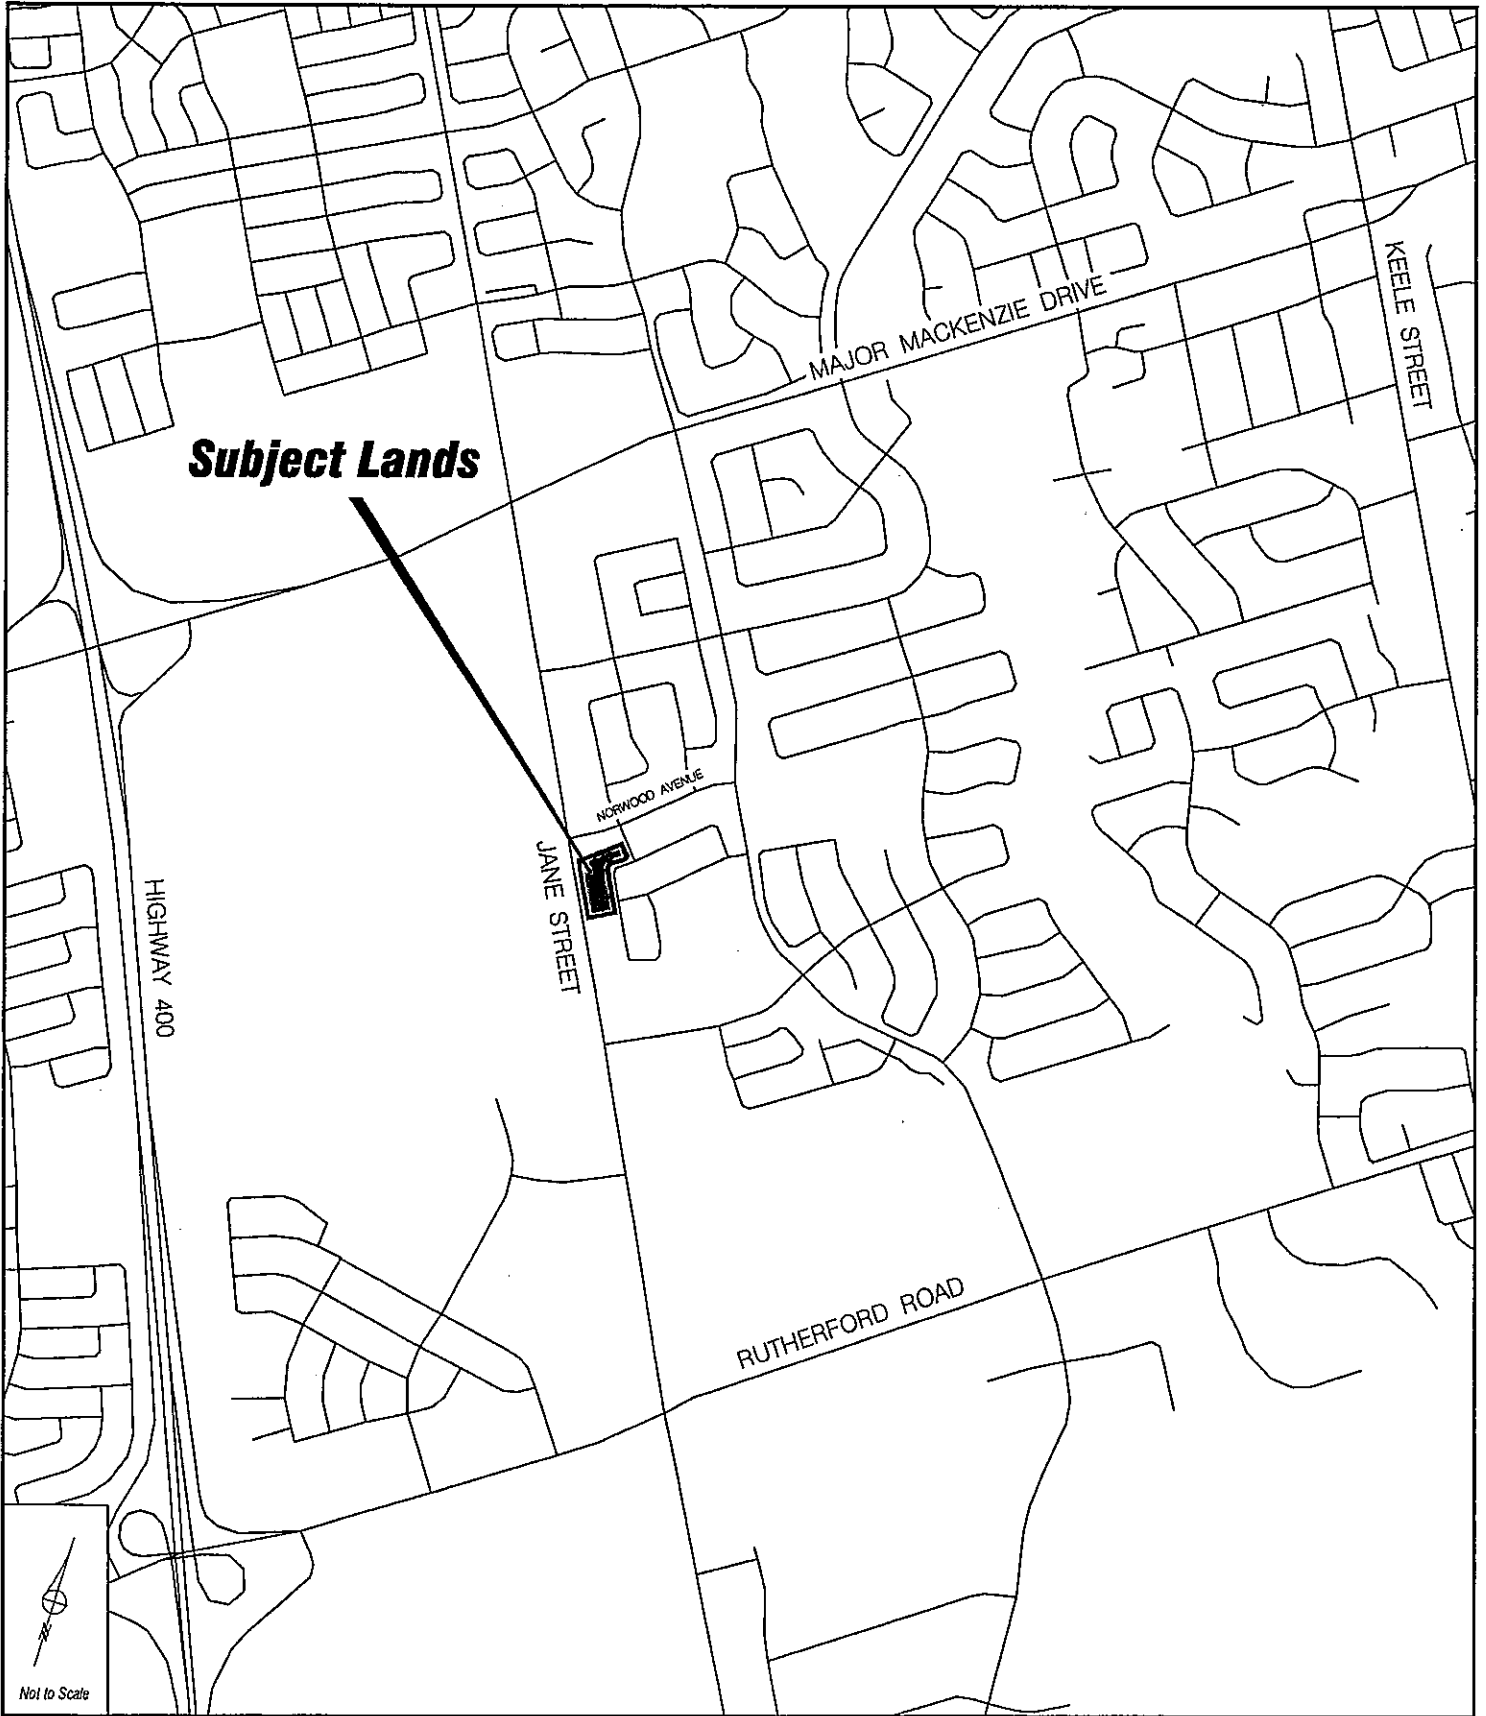 KEELE STREET
MAJOR MACKENZIE DRIVE
Subject Lands
NORWOOD AVENUE
JANE STREET
HIGHWAY 400
RUTHERFORD ROAD
N
Not to Scale